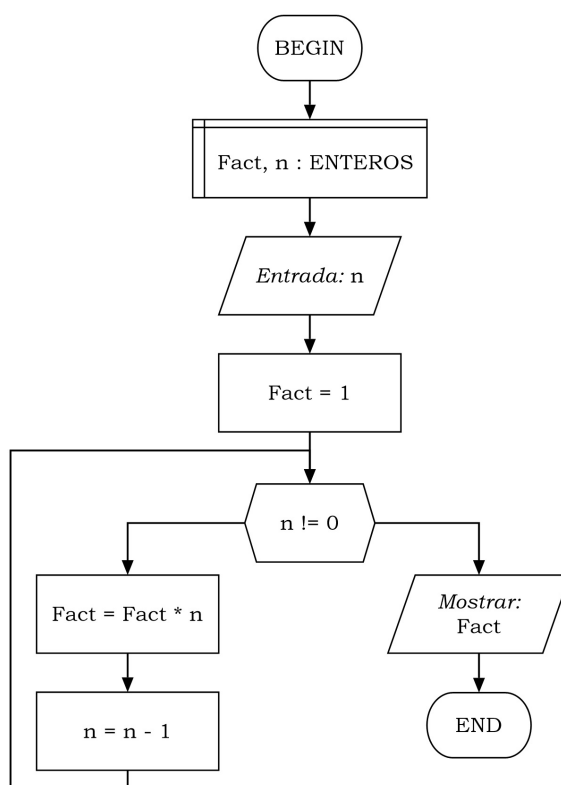 BEGIN
Fact, n : ENTEROS
Entrada: n
Fact = 1
n != 0
Fact = Fact * n
n = n - 1
Mostrar:
Fact
END